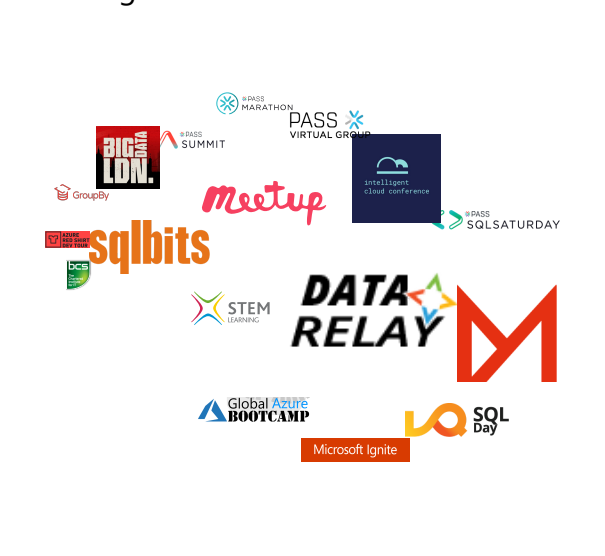 @PASS
MARATHON
PASS
VIRTUAL GROUP
BIG
DATA
LDN.
@PASS
SUMMIT
intelligent
cloud conference
GroupBy
meetup
@PASS
SQLSATURDAY
AZURE
RED SHIRT
DEV TOUR
sqlbits
bcs
STEM
LEARNING
DATA
RELAY
Global Azure
BOOTCAMP
SQL
Day
Microsoft Ignite